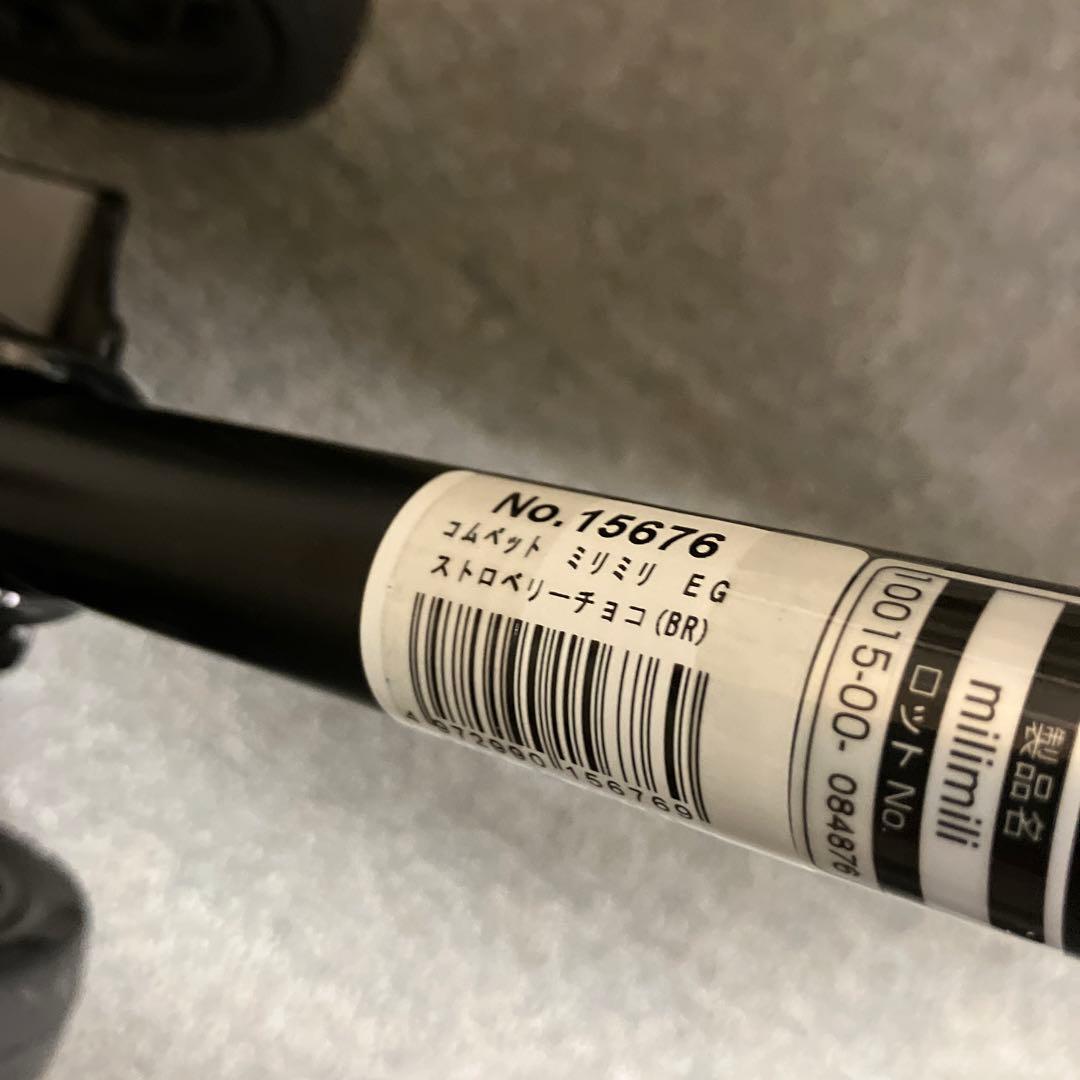 No.15676
コムペット ミリミリ EG
ストロベリーチョコ(BR)
4 972990 156769
製品名
milimili
ロット No.
10015-00- 084876